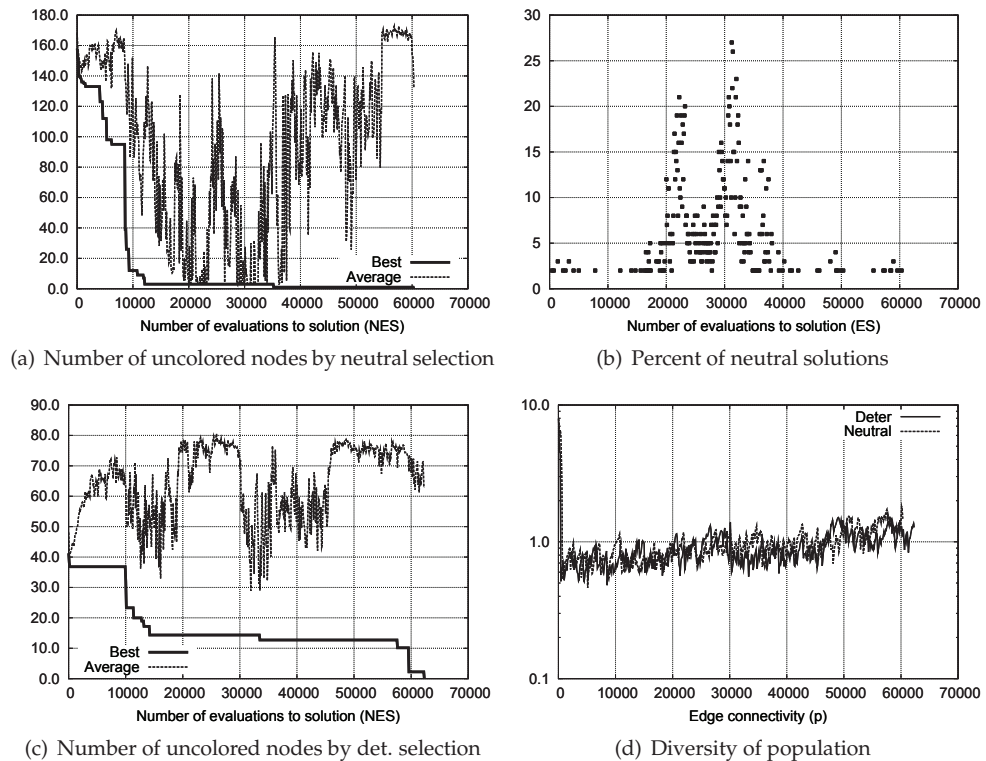 180.0
160.0
140.0
120.0
100.0
80.0
60.0
40.0
20.0
0.0
0 10000 20000 30000 40000 50000 60000 70000
Best
Average
Number of evaluations to solution (NES)
(a) Number of uncolored nodes by neutral selection
30
25
20
15
10
5
0
0 10000 20000 30000 40000 50000 60000 70000
Number of evaluations to solution (ES)
(b) Percent of neutral solutions
90.0
80.0
70.0
60.0
50.0
40.0
30.0
20.0
10.0
0.0
0 10000 20000 30000 40000 50000 60000 70000
Best
Average
Number of evaluations to solution (NES)
(c) Number of uncolored nodes by det. selection
10.0
1.0
0.1
0 10000 20000 30000 40000 50000 60000 70000
Deter
Neutral
Edge connectivity (p)
(d) Diversity of population